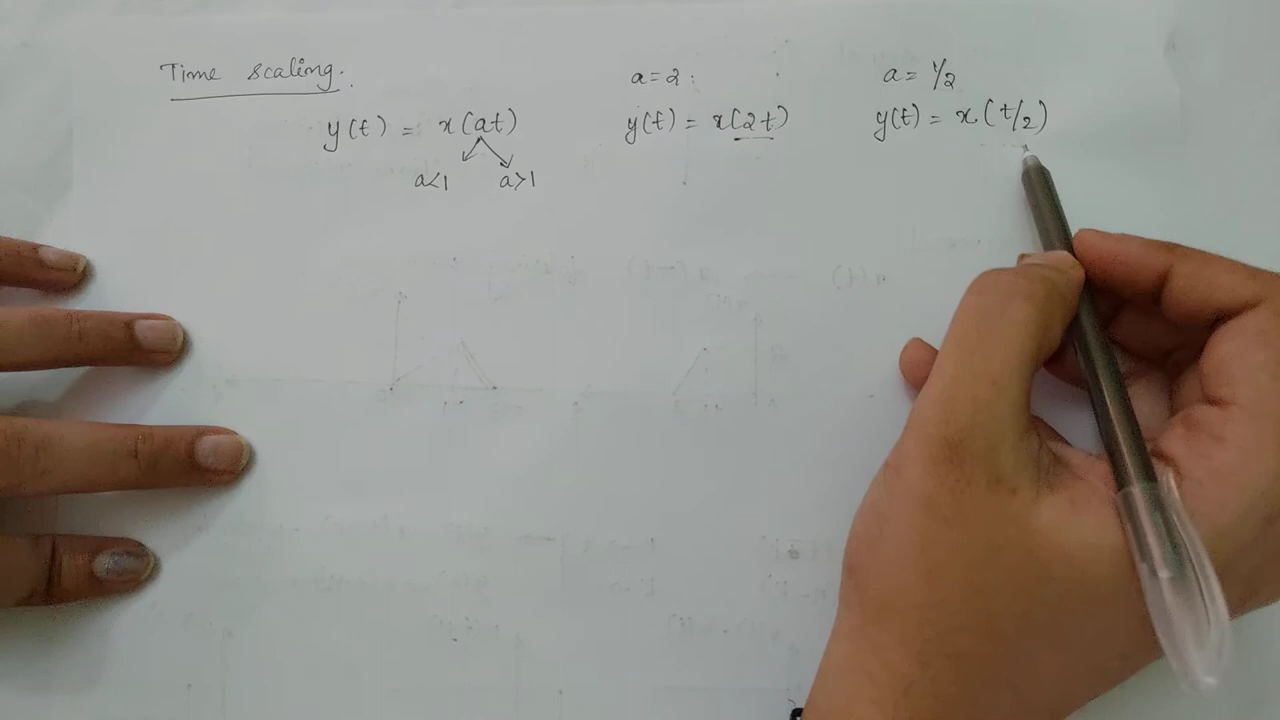 Time scaling.
y(t) = x(at)
a<1 a>1
a=2:
y(t) = x(2t)
a= 1/2
y(t) = x.(t/2)